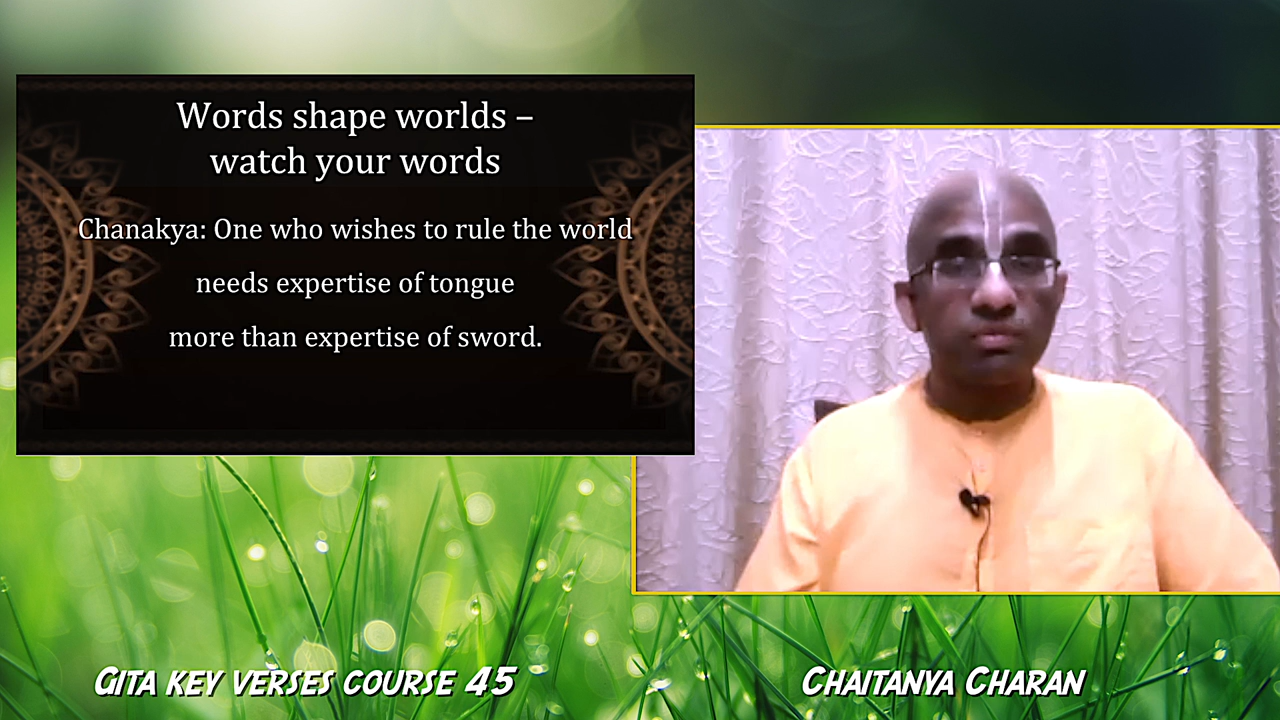 Words shape worlds –
watch your words
Chanakya: One who wishes to rule the world
needs expertise of tongue
more than expertise of sword.
GITA KEY VERSES COURSE 45
CHAITANYA CHARAN